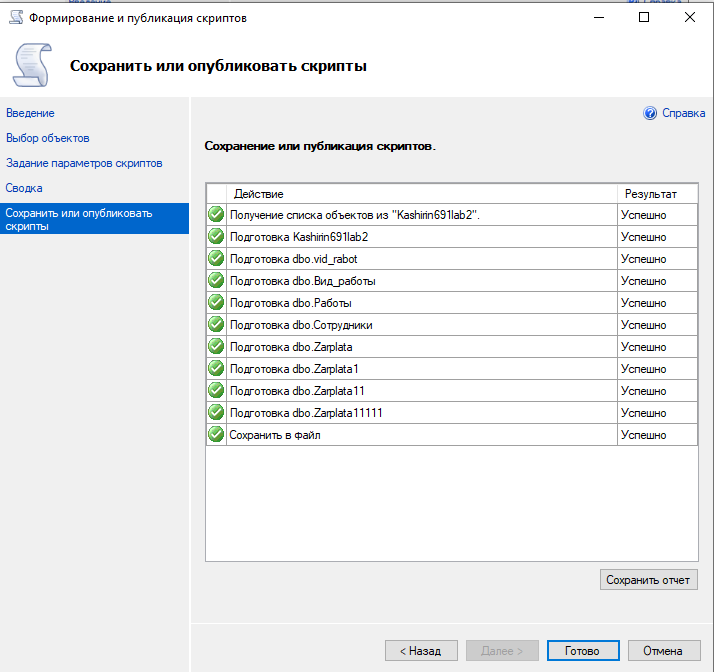 Формирование и публикация скриптов
Сохранить или опубликовать скрипты
Введение
Выбор объектов
Задание параметров скриптов
Сводка
Сохранить или опубликовать
скрипты
Справка
Сохранение или публикация скриптов.
Действие Результат
Получение списка объектов из "Kashirin691lab2". Успешно
Подготовка Kashirin691lab2 Успешно
Подготовка dbo.vid_rabot Успешно
Подготовка dbo.Вид_работы Успешно
Подготовка dbo.Работы Успешно
Подготовка dbo.Сотрудники Успешно
Подготовка dbo.Zarplata Успешно
Подготовка dbo.Zarplata1 Успешно
Подготовка dbo.Zarplata11 Успешно
Подготовка dbo.Zarplata11111 Успешно
Сохранить в файл Успешно
Сохранить отчет
< Назад Далее > Готово Отмена